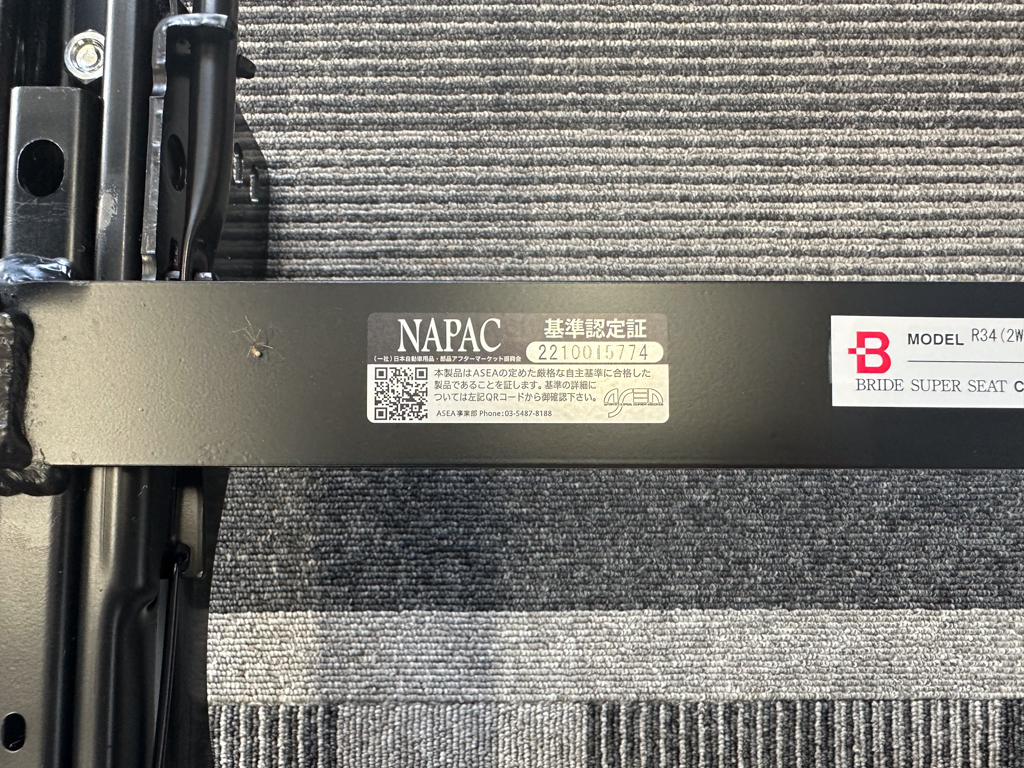 NAPAC 基準認定証
(一社)日本自動車用品・部品アフターマーケット振興会
2210015774
本製品はASEAの定めた厳格な自主基準に合格した
製品であることを証します。基準の詳細に
ついては左記QRコードから御確認下さい。
ASEA
ASEA事業部 Phone:03-5487-8188
B
MODEL R34(2W
BRIDE SUPER SEAT C